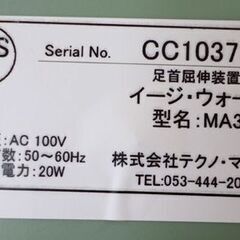 S
Serial No. CC1037
足首屈伸装置
イージ・ウォー
型名:MA3
:AC 100V
数:50～60Hz
電力:20W
株式会社テクノ・マ
TEL:053-444-20